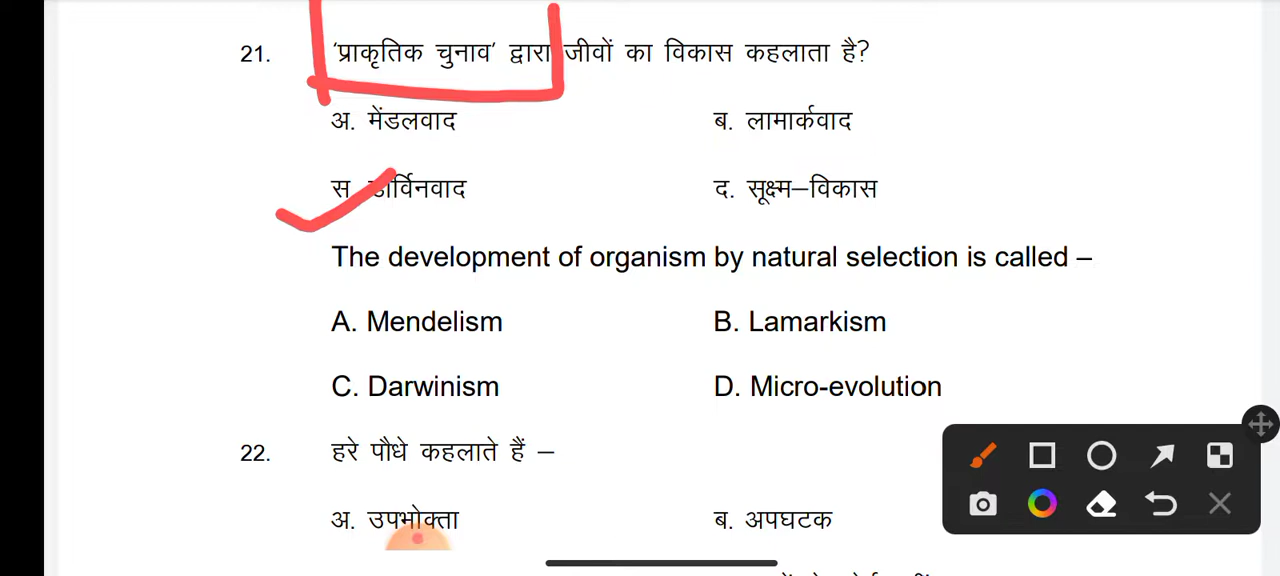 21. 'प्राकृतिक चुनाव' द्वारा जीवों का विकास कहलाता है?
अ. मेंडलवाद ब. लामार्कवाद
स. डार्विनवाद द. सूक्ष्म–विकास
The development of organism by natural selection is called –
A. Mendelism B. Lamarkism
C. Darwinism D. Micro-evolution
22. हरे पौधे कहलाते हैं –
अ. उपभोक्ता ब. अपघटक